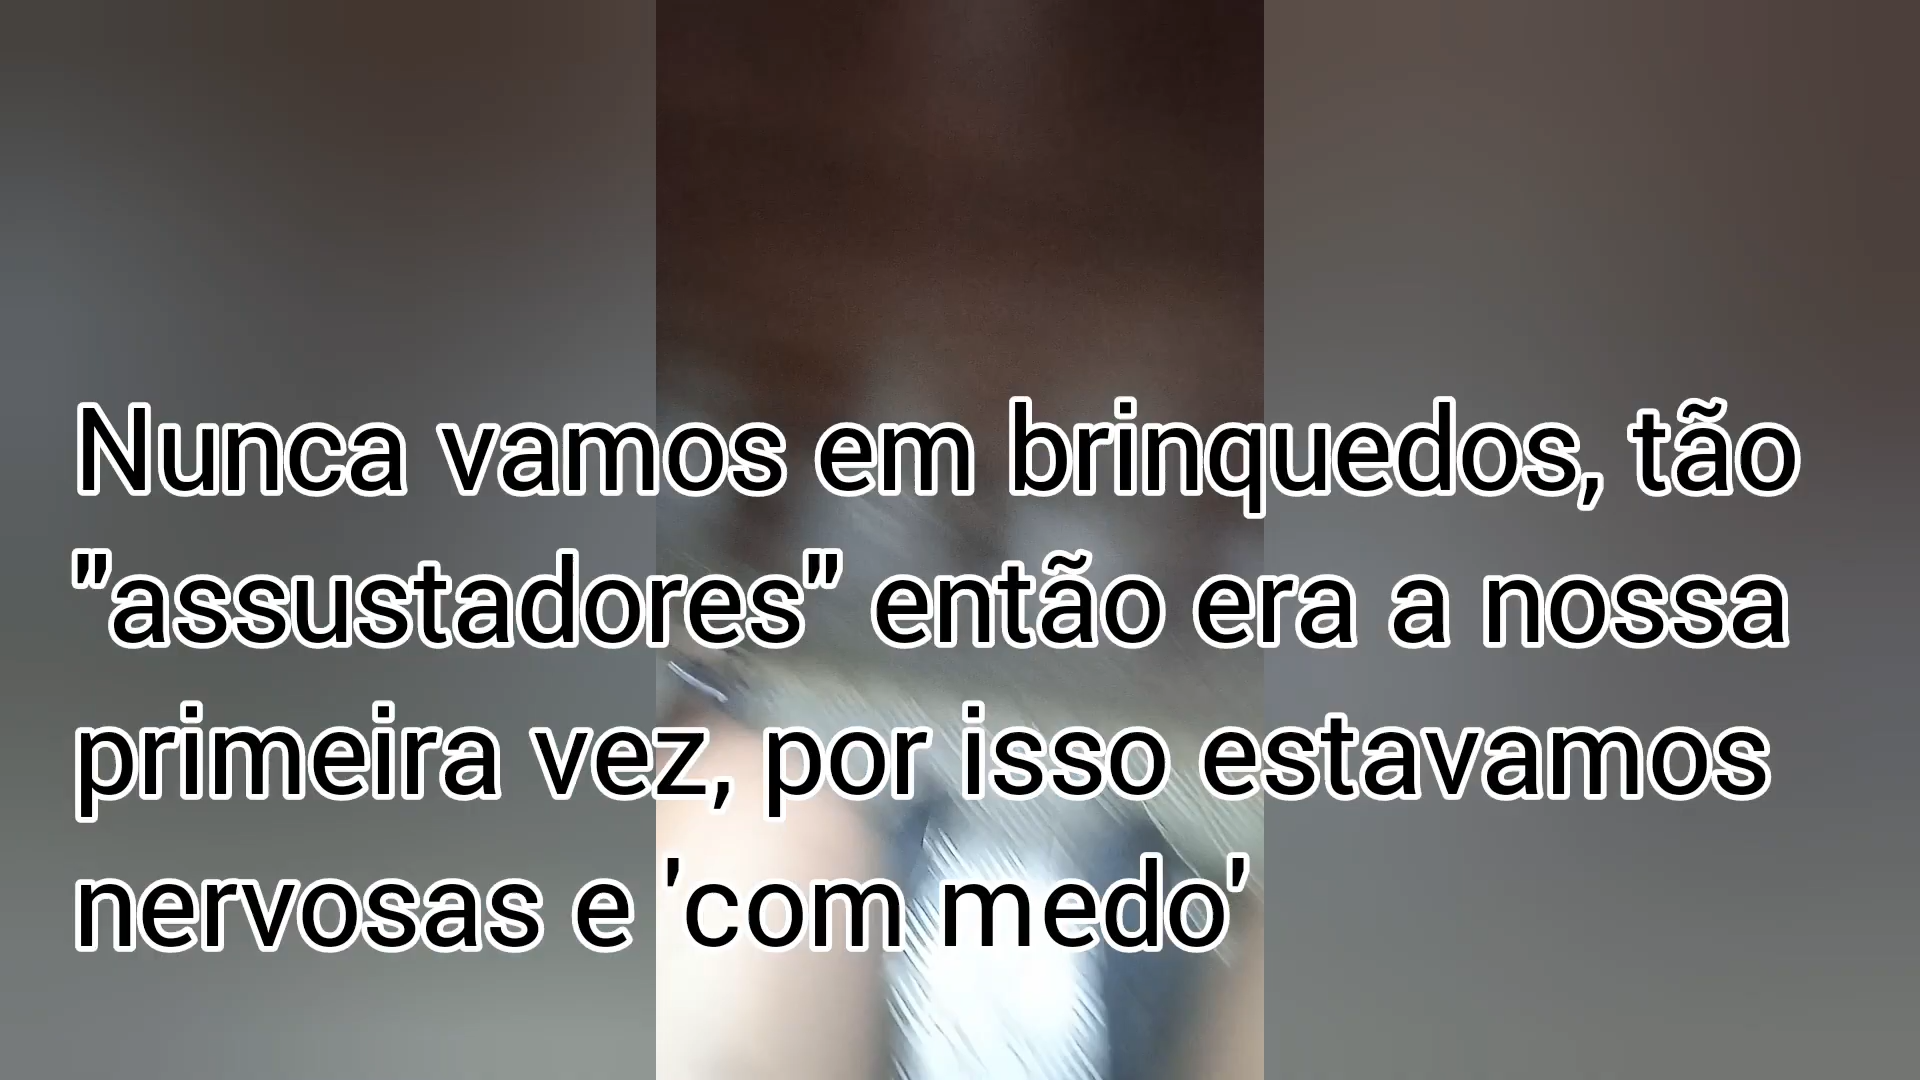 Nunca vamos em brinquedos, tão
"assustadores" então era a nossa
primeira vez, por isso estavamos
nervosas e 'com medo'